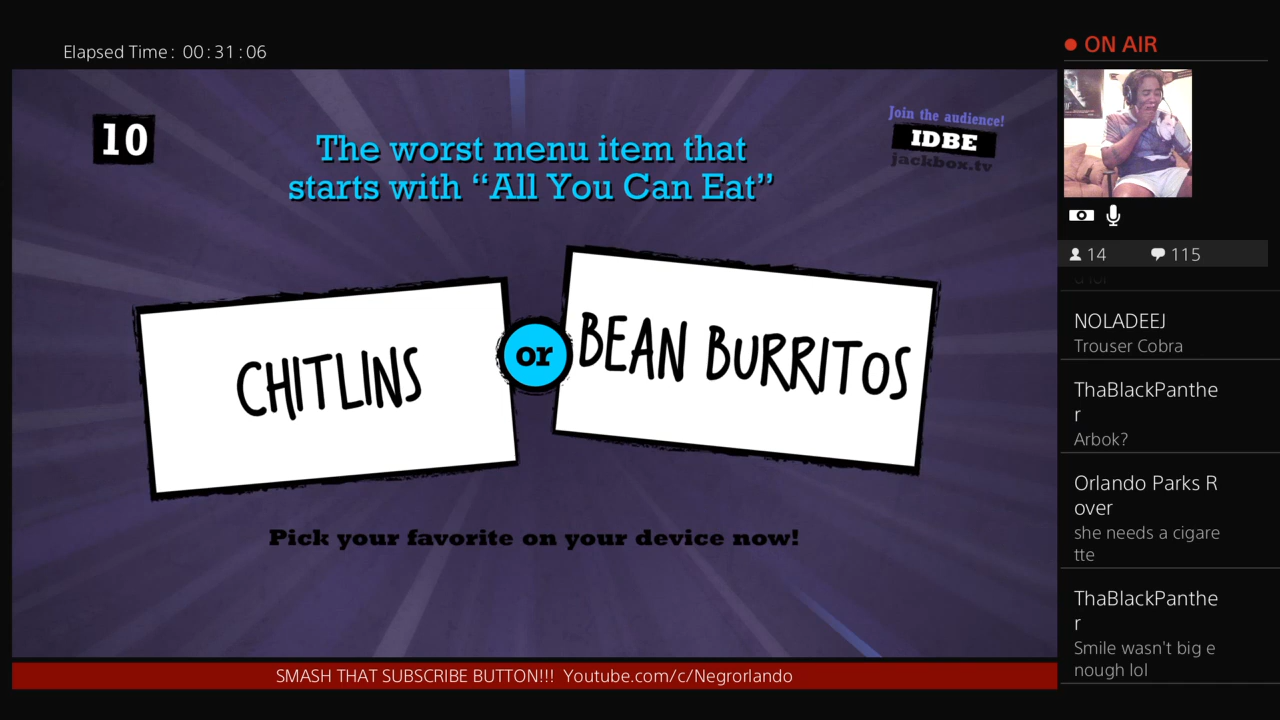 Elapsed Time: 00:31:06
ON AIR
10
The worst menu item that
starts with “All You Can Eat”
Join the audience!
IDBE
jackbox.tv
CHITLINS
or
BEAN BURRITOS
Pick your favorite on your device now!
SMASH THAT SUBSCRIBE BUTTON!!! Youtube.com/c/Negrorlando
14 115
a lot
NOLADEEJ
Trouser Cobra
ThaBlackPanthe
r
Arbok?
Orlando Parks R
over
she needs a cigare
tte
ThaBlackPanthe
r
Smile wasn't big e
nough lol